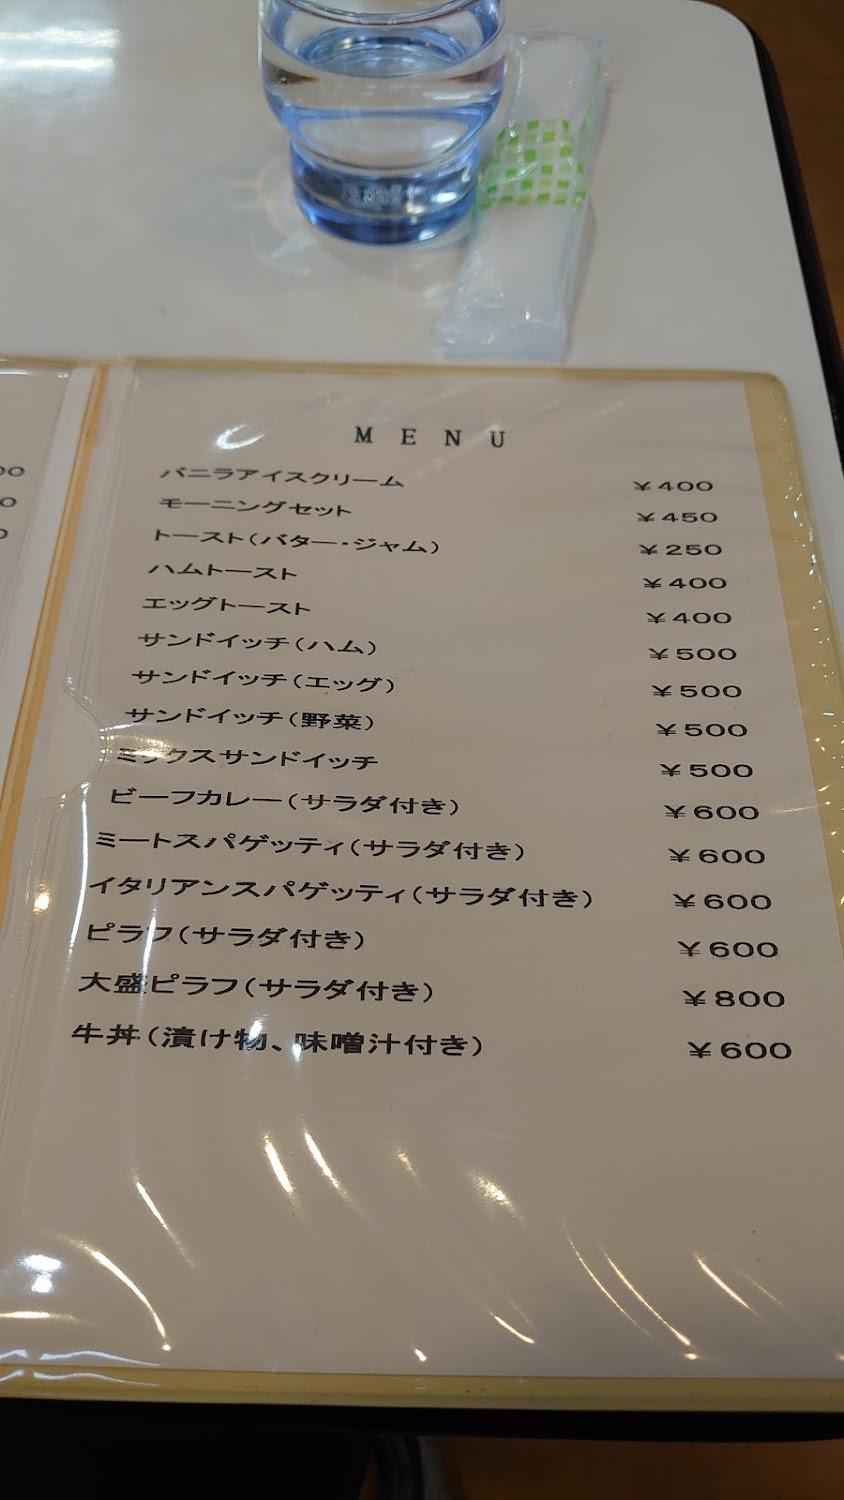 00
0
0
MENU
バニラアイスクリーム ¥400
モーニングセット ¥450
トースト(バター・ジャム) ¥250
ハムトースト ¥400
エッグトースト ¥400
サンドイッチ(ハム) ¥500
サンドイッチ(エッグ) ¥500
サンドイッチ(野菜) ¥500
ミックスサンドイッチ ¥500
ビーフカレー(サラダ付き) ¥600
ミートスパゲッティ(サラダ付き) ¥600
イタリアンスパゲッティ(サラダ付き) ¥600
ピラフ(サラダ付き) ¥600
大盛ピラフ(サラダ付き) ¥800
牛丼(漬け物、味噌汁付き) ¥600